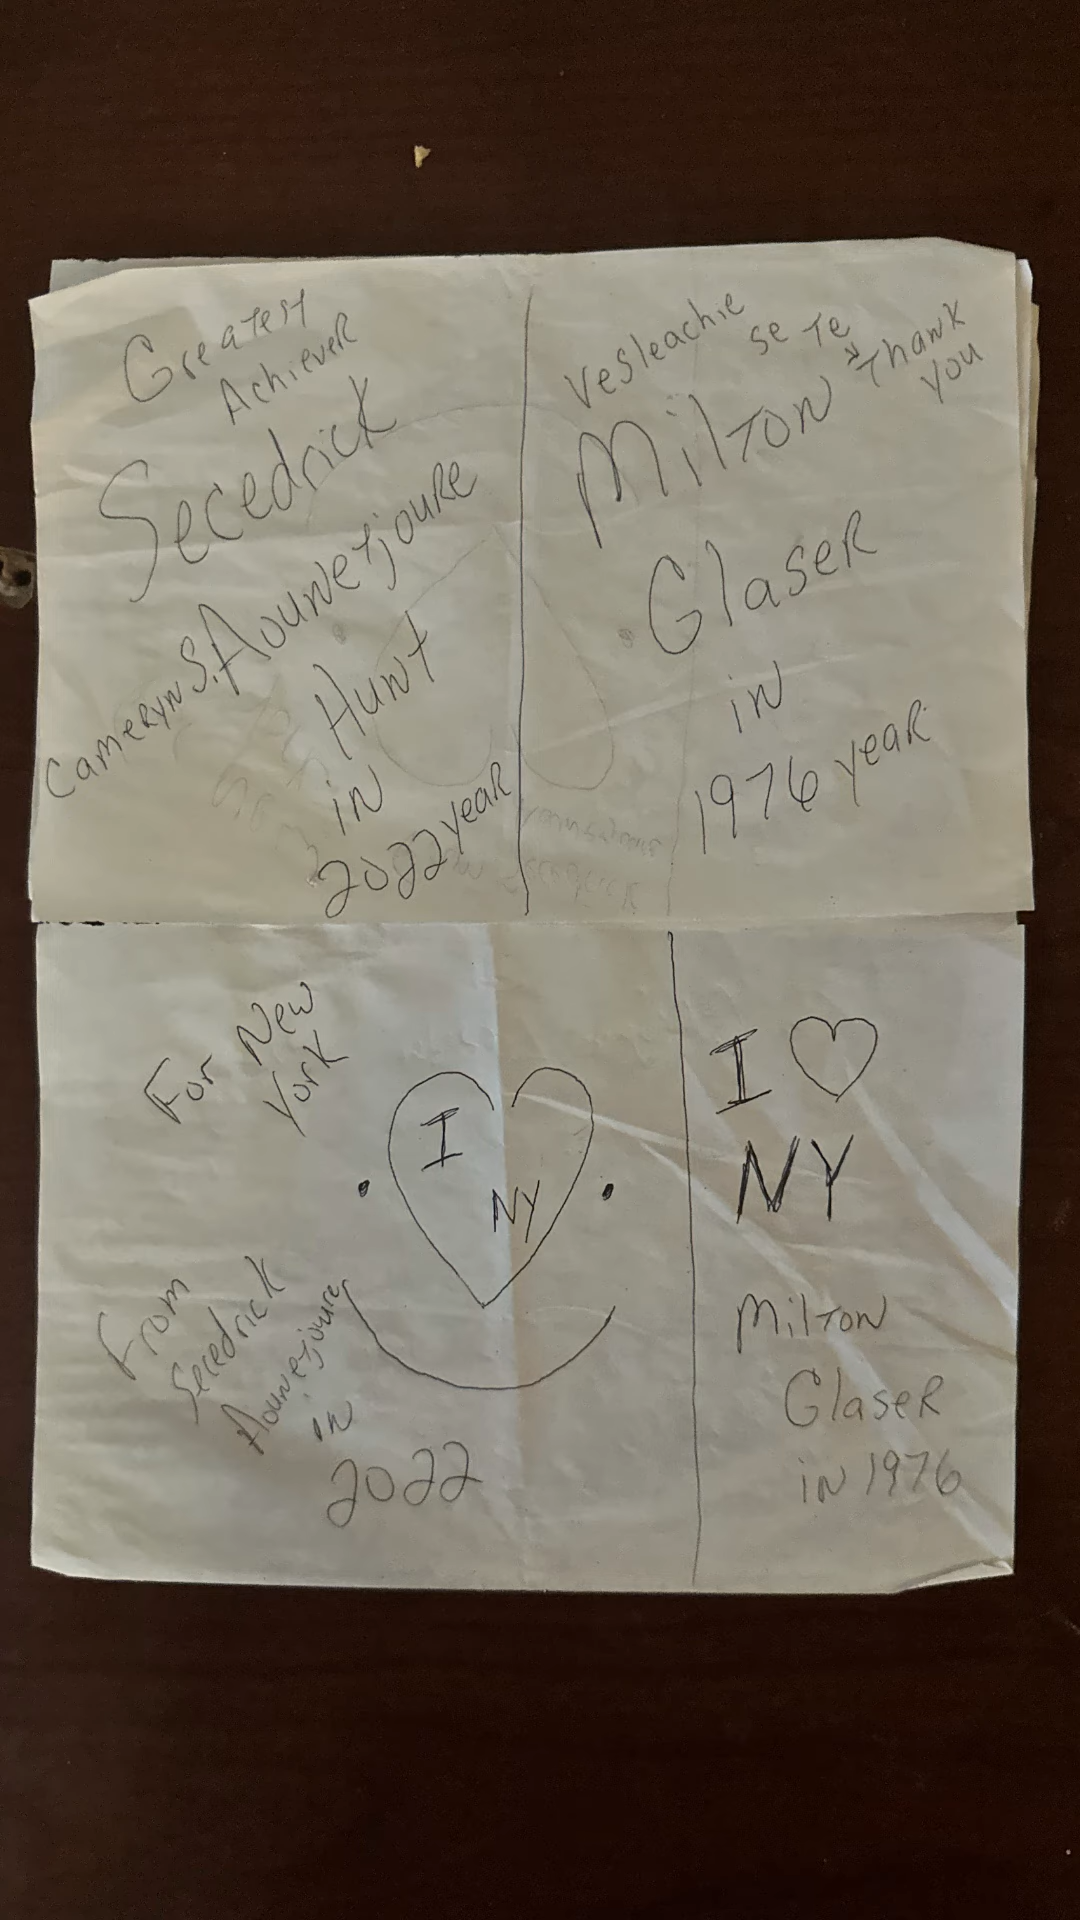 Greatest
Achiever
Secedrick
Cameryn S. Aounetjoure
Hunt
in
2022 year
Vesleachie
se Te
Thank
you
Milton
Glaser
in
1976 year
For New
York
I
NY
From
Secedrick
Aounetjoure
in
2022
I ♡
NY
Milton
Glaser
in 1976